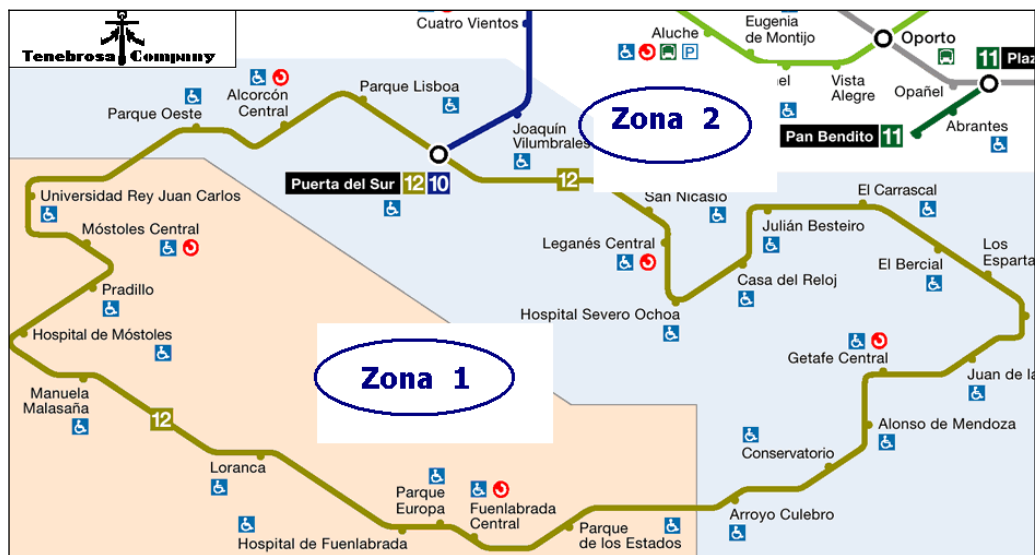 Tenebrosa Company
Cuatro Vientos
Aluche
Eugenia
de Montijo
Oporto
11 Plaz
P
el
Vista
Alegre
Opañel
Abrantes
Pan Bendito 11
Zona 2
Parque Oeste
Alcorcón
Central
Parque Lisboa
Joaquín
Vilumbrales
Puerta del Sur 12 10
12
San Nicasio
Leganés Central
Hospital Severo Ochoa
Casa del Reloj
Julián Besteiro
El Carrascal
El Bercial
Los
Esparta
Universidad Rey Juan Carlos
Móstoles Central
Pradillo
Hospital de Móstoles
Manuela
Malasaña
12
Zona 1
Getafe Central
Juan de la
Alonso de Mendoza
Conservatorio
Arroyo Culebro
Loranca
Hospital de Fuenlabrada
Parque
Europa
Fuenlabrada
Central
Parque
de los Estados